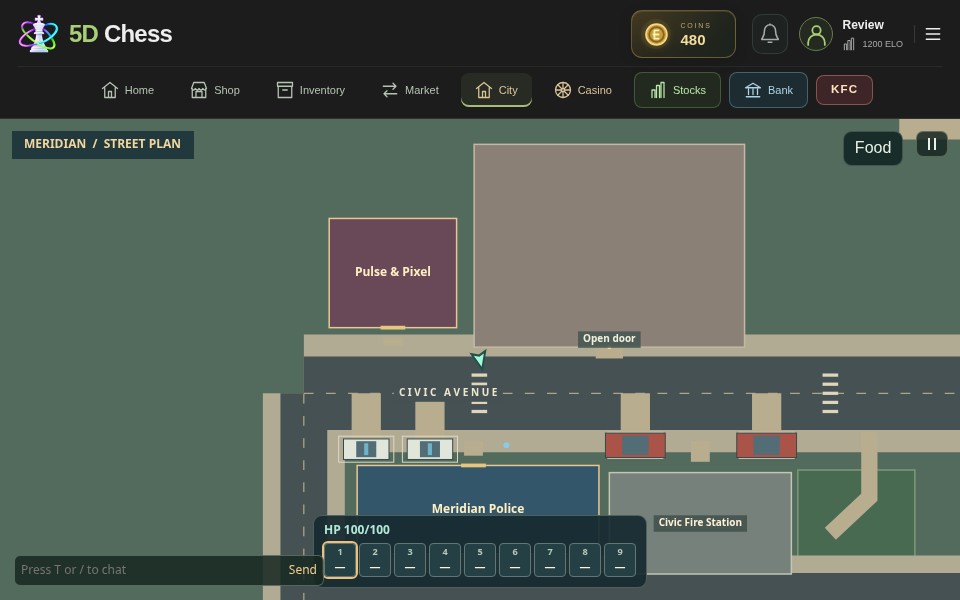 5D Chess
COINS
480
Review
1200 ELO
Home
Shop
Inventory
Market
City
Casino
Stocks
Bank
KFC
MERIDIAN / STREET PLAN
Food
Pulse & Pixel
Open door
CIVIC AVENUE
Meridian Police
Civic Fire Station
HP 100/100
1 2 3 4 5 6 7 8 9
— — — — — — — — —
Press T or / to chat
Send